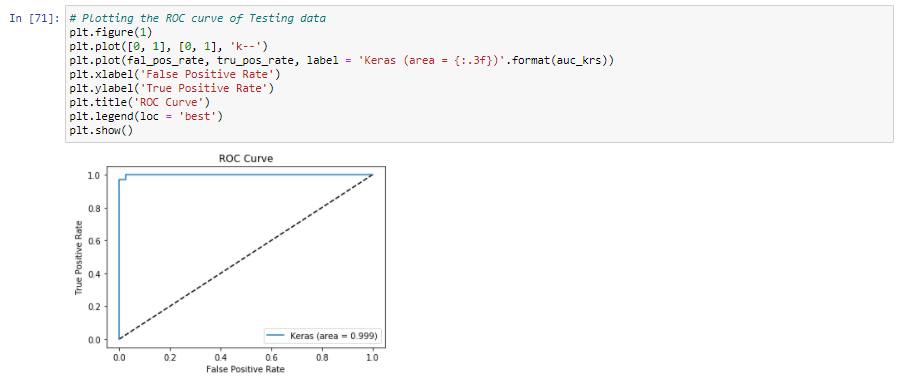 In [71]: # Plotting the ROC curve of Testing data
plt.figure(1)
plt.plot([0, 1], [0, 1], 'k--')
plt.plot(fal_pos_rate, tru_pos_rate, label = 'Keras (area = {:.3f})'.format(auc_krs))
plt.xlabel('False Positive Rate')
plt.ylabel('True Positive Rate')
plt.title('ROC Curve')
plt.legend(loc = 'best')
plt.show()
ROC Curve
True Positive Rate
1.0
0.8
0.6
0.4
0.2
0.0
Keras (area = 0.999)
0.0 0.2 0.4 0.6 0.8 1.0
False Positive Rate